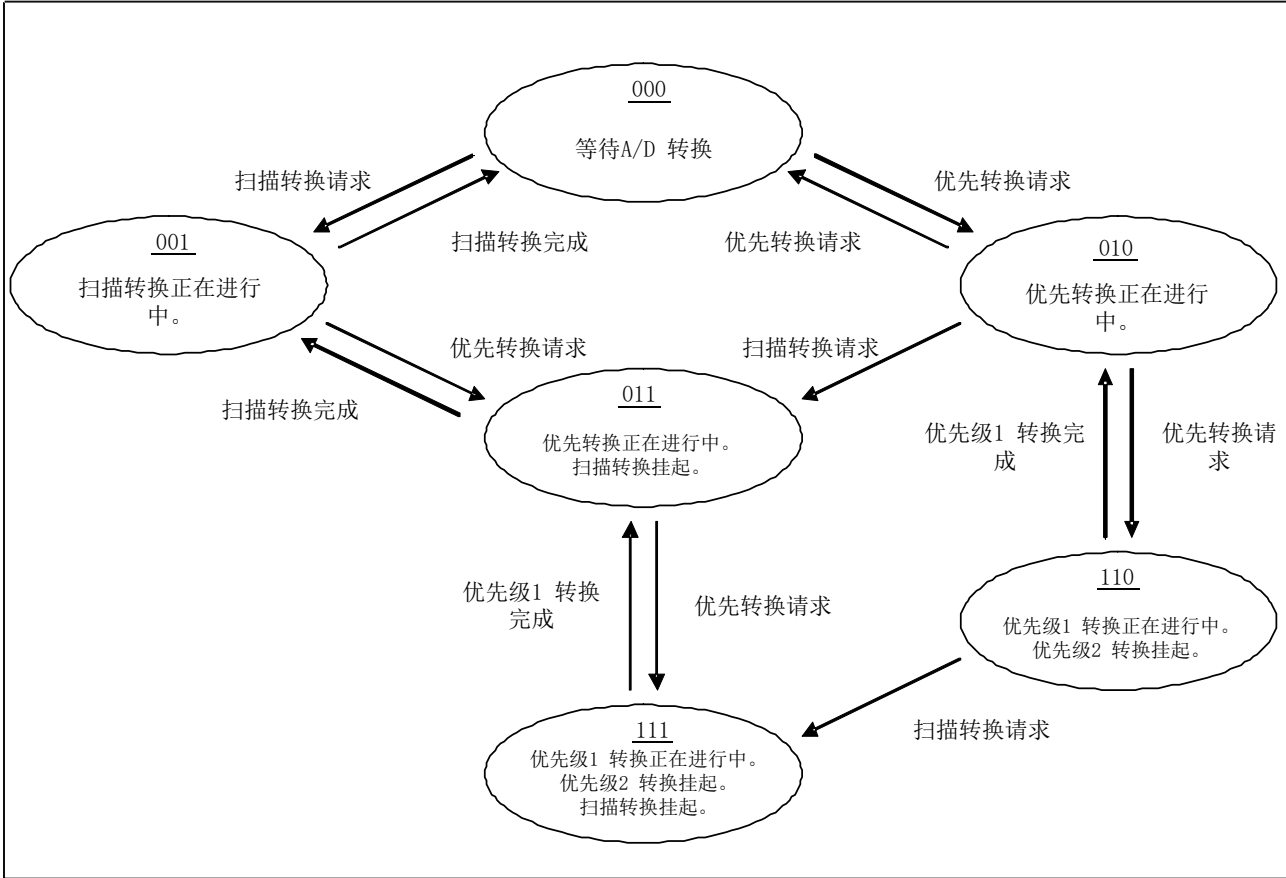 000
等待A/D 转换
扫描转换请求
优先转换请求
扫描转换完成
优先转换请求
001
扫描转换正在进行
中。
010
优先转换正在进行
中。
优先转换请求
扫描转换请求
扫描转换完成
011
优先转换正在进行中。
扫描转换挂起。
优先级1 转换完
成
优先转换请
求
优先级1 转换
完成
优先转换请求
110
优先级1 转换正在进行中。
优先级2 转换挂起。
扫描转换请求
111
优先级1 转换正在进行中。
优先级2 转换挂起。
扫描转换挂起。